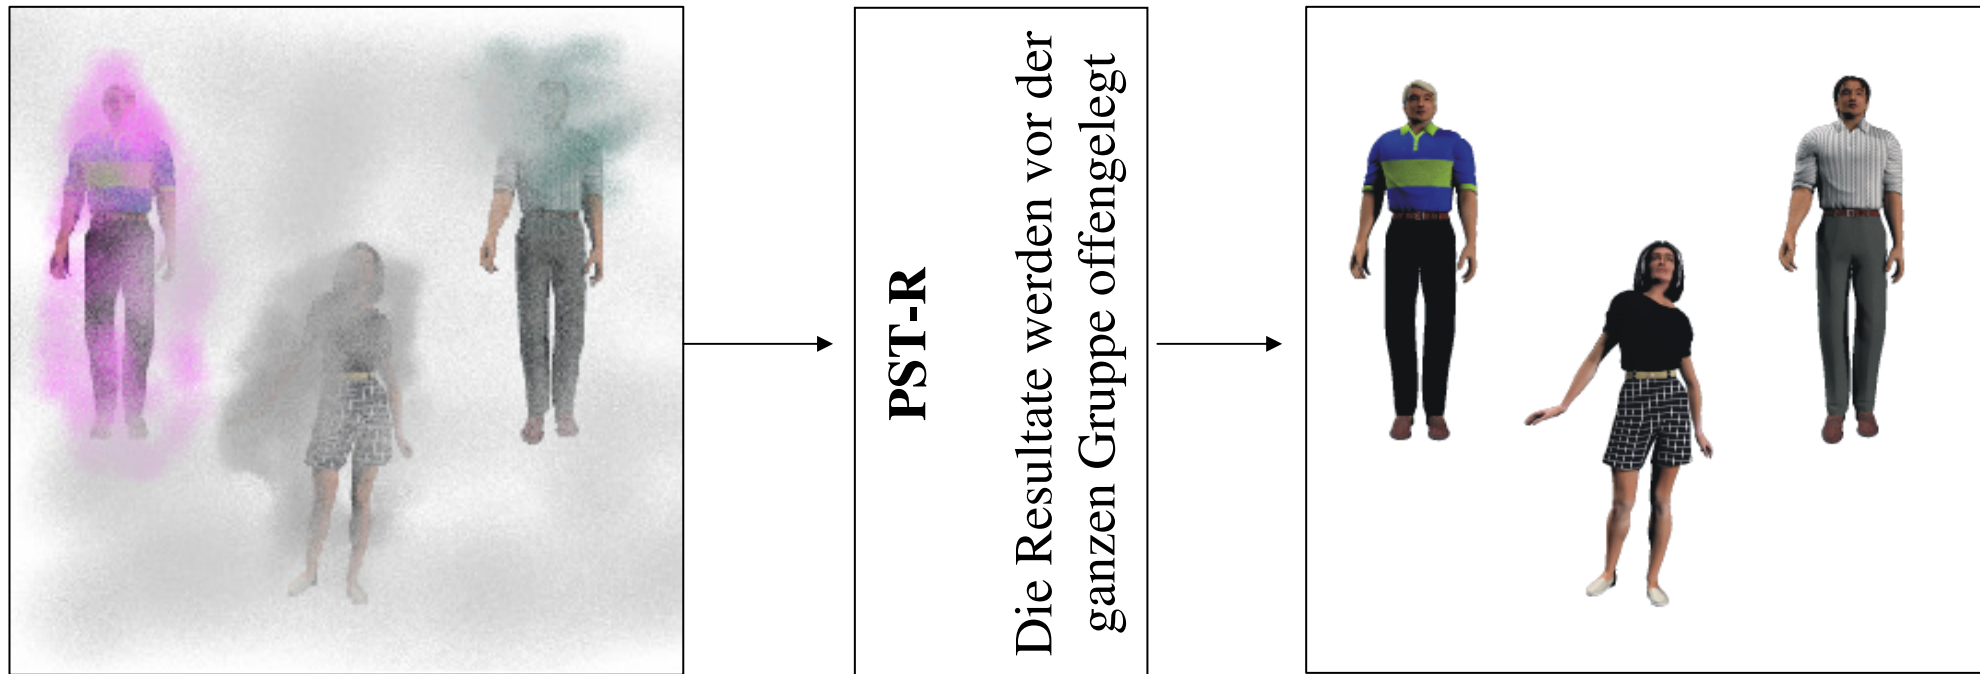 PST-R
Die Resultate werden vor der
ganzen Gruppe offengelegt